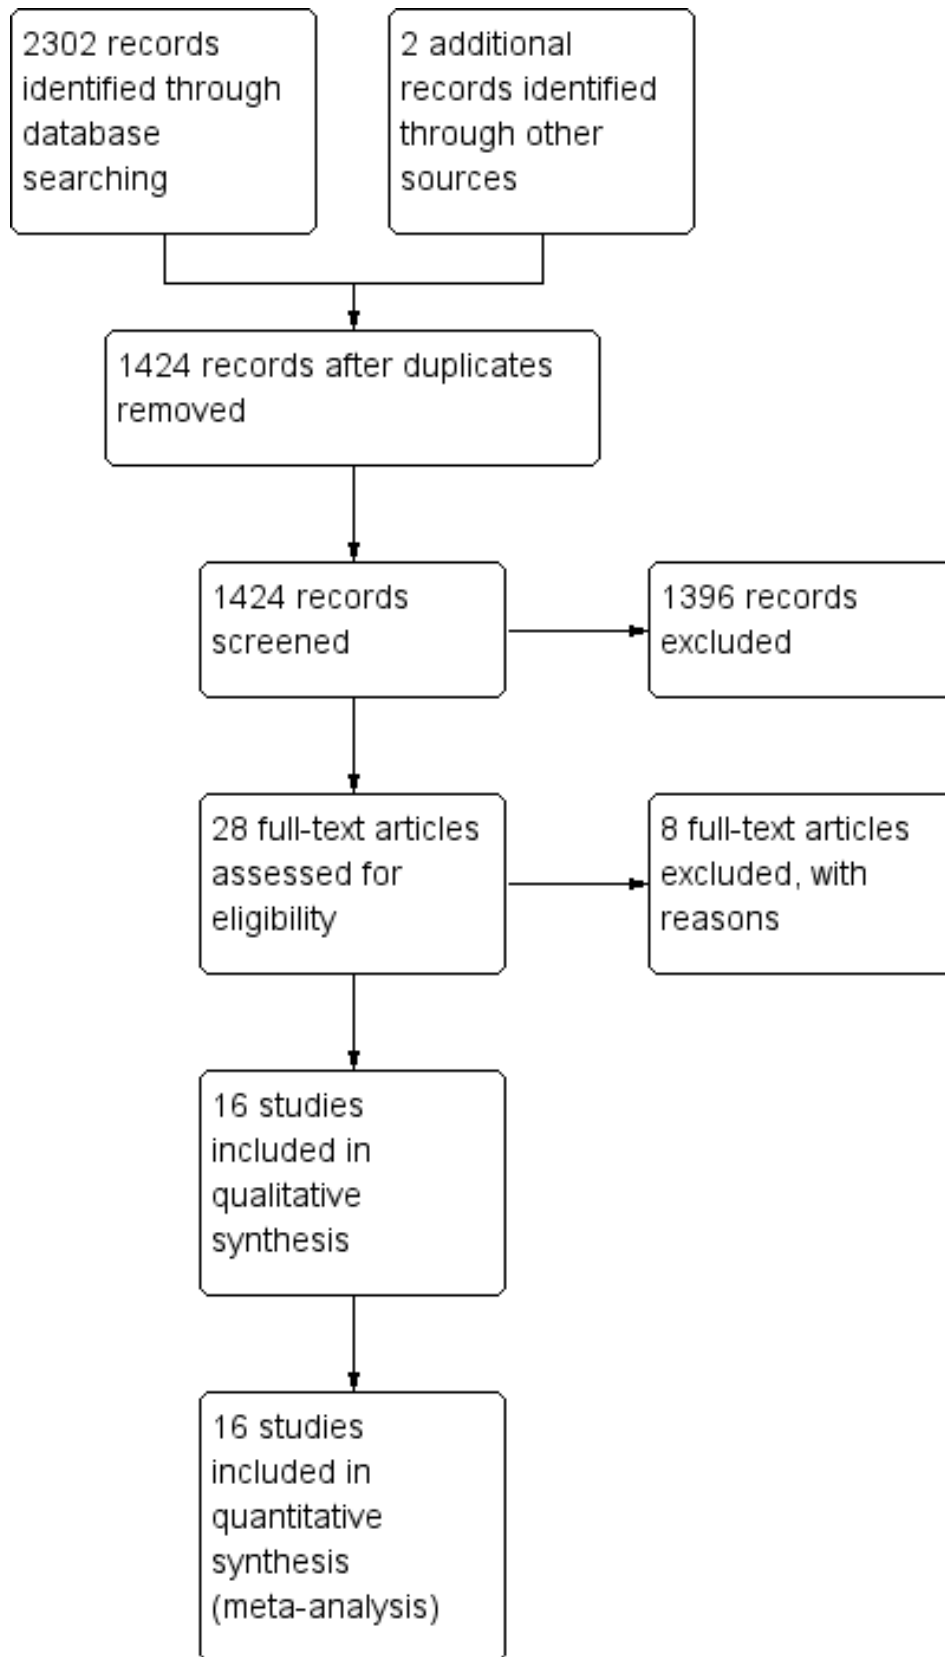 2302 records
identified through
database
searching
2 additional
records identified
through other
sources
1424 records after duplicates
removed
1424 records
screened
1396 records
excluded
28 full-text articles
assessed for
eligibility
8 full-text articles
excluded, with
reasons
16 studies
included in
qualitative
synthesis
16 studies
included in
quantitative
synthesis
(meta-analysis)